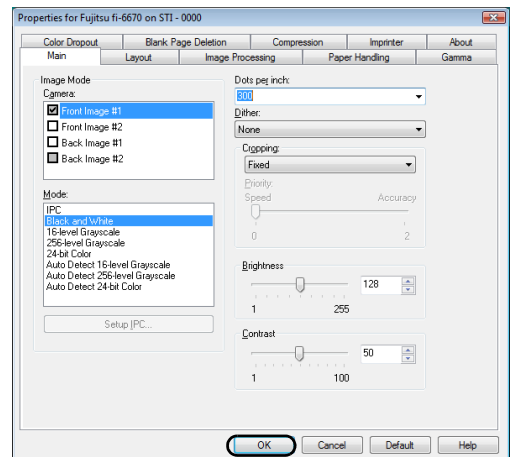 Properties for Fujitsu fi-6670 on STI - 0000
Color Dropout Blank Page Deletion Compression Imprinter About
Main Layout Image Processing Paper Handling Gamma
Image Mode
Camera:
Front Image #1
Front Image #2
Back Image #1
Back Image #2
Mode:
IPC
Black and White
16-level Grayscale
256-level Grayscale
24-bit Color
Auto Detect 16-level Grayscale
Auto Detect 256-level Grayscale
Auto Detect 24-bit Color
Setup IPC...
Dots per inch:
300
Dither:
None
Cropping:
Fixed
Priority:
Speed Accuracy
0 2
Brightness
128
1 255
Contrast
50
1 100
OK Cancel Default Help